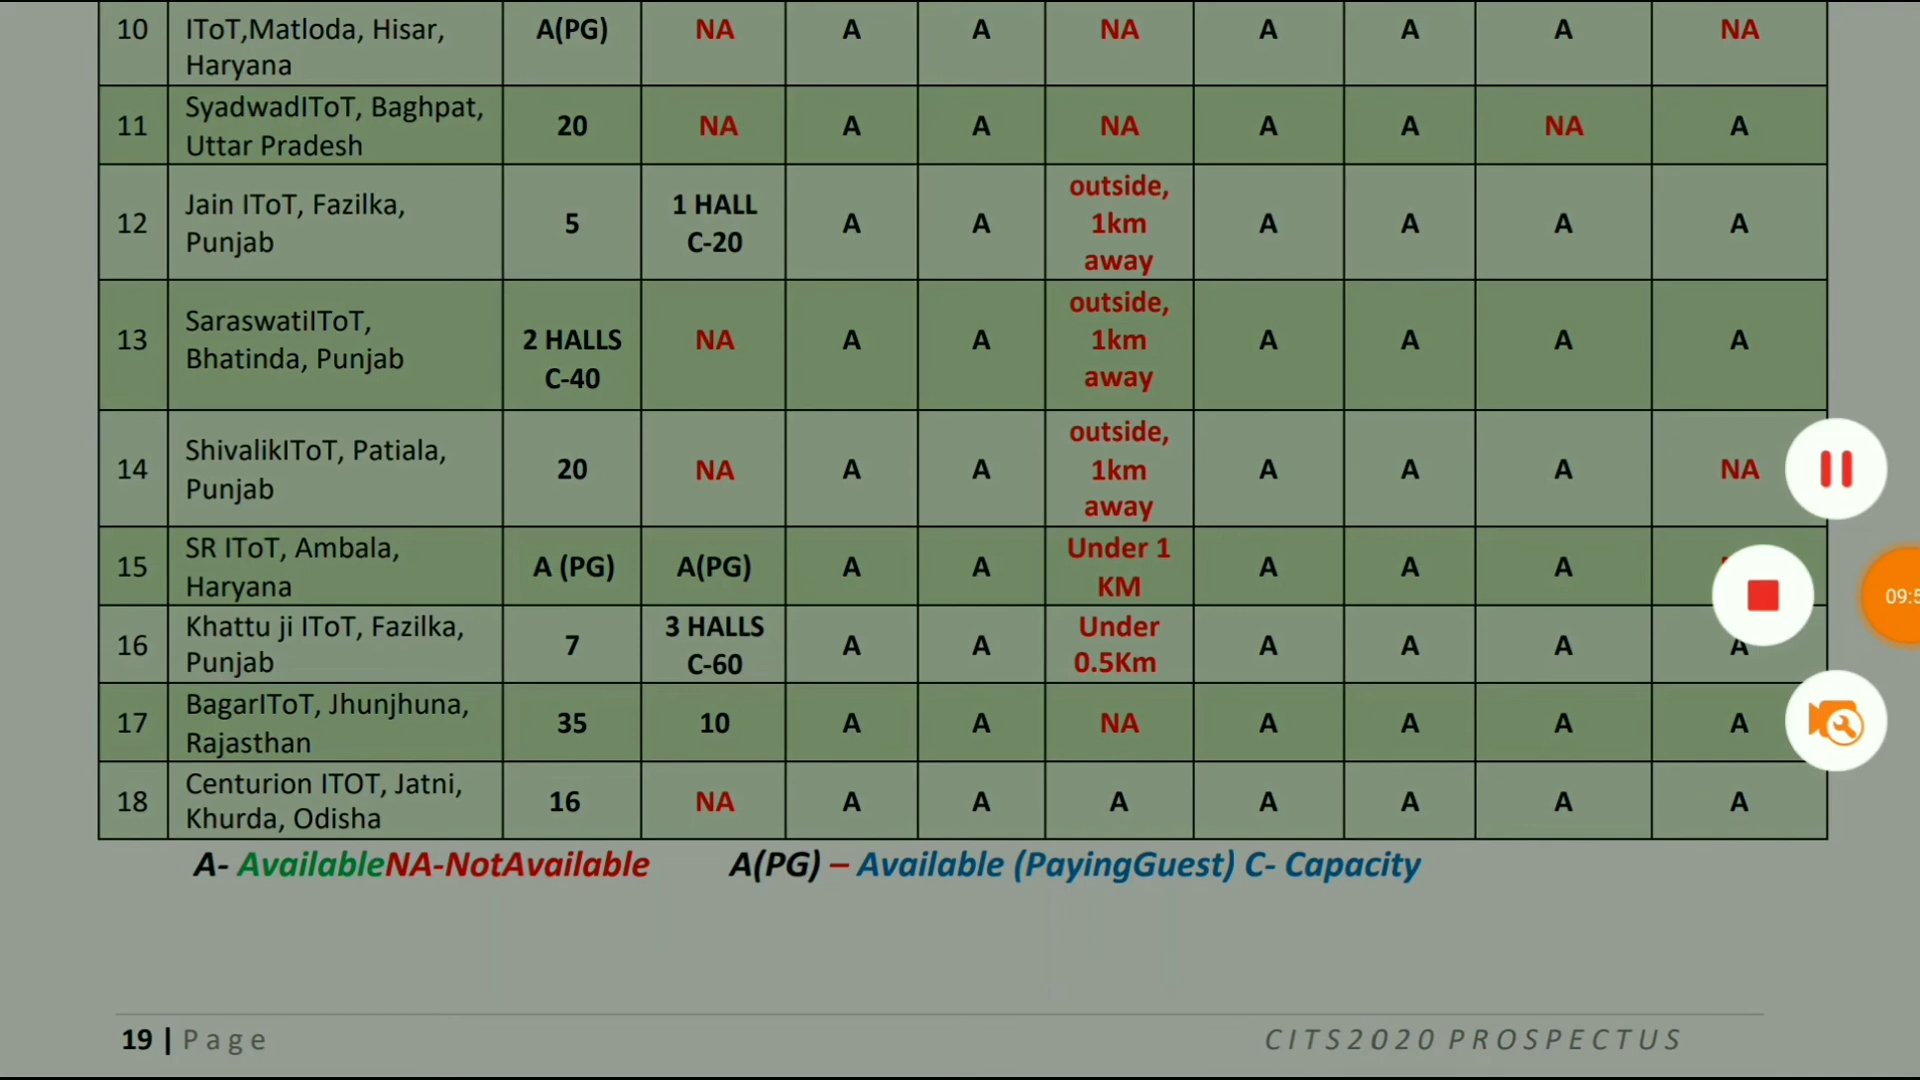 10 IToT,Matloda, Hisar, A(PG) NA A A NA A A A NA
Haryana
11 SyadwadIToT, Baghpat, 20 NA A A NA A A NA A
Uttar Pradesh
12 Jain IToT, Fazilka, 5 1 HALL A A outside, A A A A
Punjab C-20 1km
away
13 SaraswatiIToT, 2 HALLS NA A A outside, A A A A
Bhatinda, Punjab C-40 1km
away
14 ShivalikIToT, Patiala, 20 NA A A outside, A A A NA
Punjab 1km
away
15 SR IToT, Ambala, A (PG) A(PG) A A Under 1 A A A
Haryana KM
16 Khattu ji IToT, Fazilka, 7 3 HALLS A A Under A A A A
Punjab C-60 0.5Km
17 BagarIToT, Jhunjhuna, 35 10 A A NA A A A A
Rajasthan
18 Centurion ITOT, Jatni, 16 NA A A A A A A A
Khurda, Odisha
A- AvailableNA-NotAvailable A(PG) – Available (PayingGuest) C- Capacity
19 | Page CITS2020 PROSPECTUS